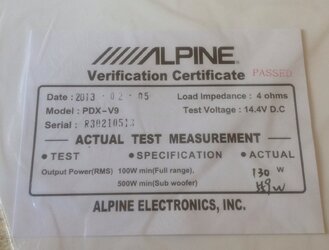 ALPINE
Verification Certificate PASSED
Date : 2013 - 02 - 05 Load Impedance : 4 ohms
Model : PDX-V9 Test Voltage : 14.4V D.C
Serial :
ACTUAL TEST MEASUREMENT
● TEST ● SPECIFICATION ● ACTUAL
Output Power(RMS) 100W min(Full range), 130 W
500W min(Sub woofer) W
ALPINE ELECTRONICS, INC.